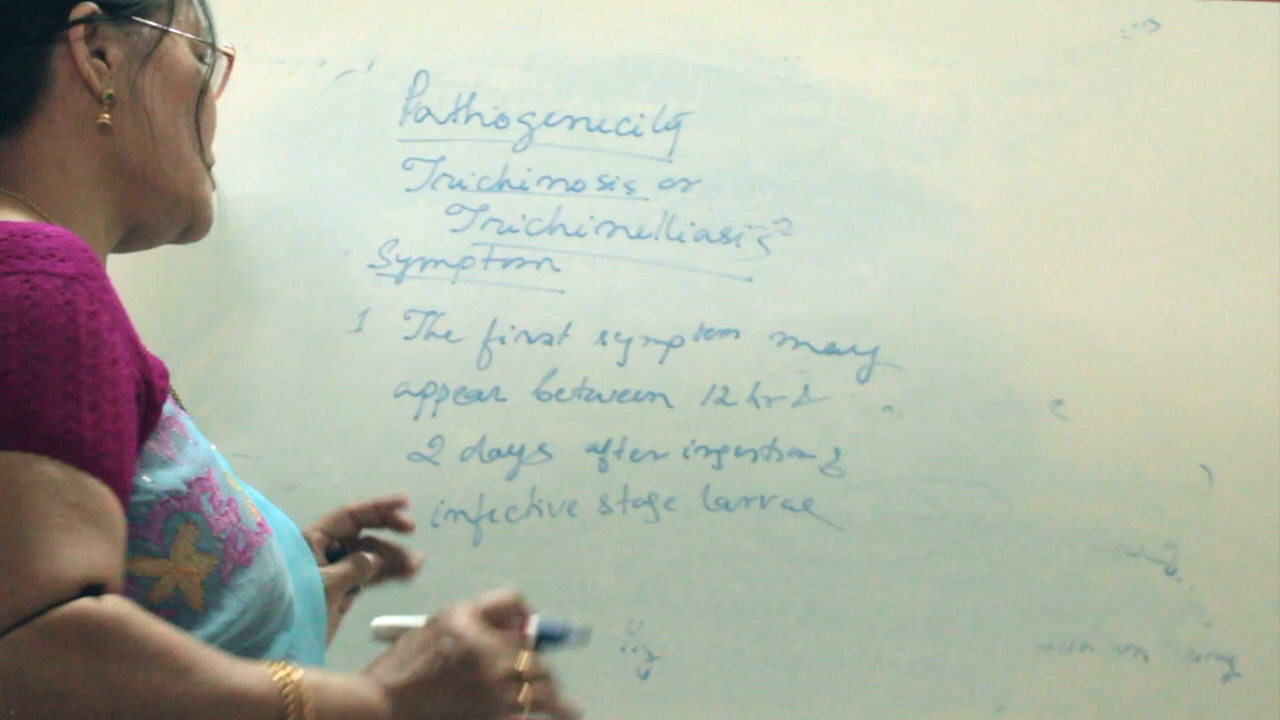 Pathogenecity
Trichinosis or
Trichinelliasis
Symptom
1 The first symptom may
appear between 12 hr &
2 days after ingestion of
infective stage larvae